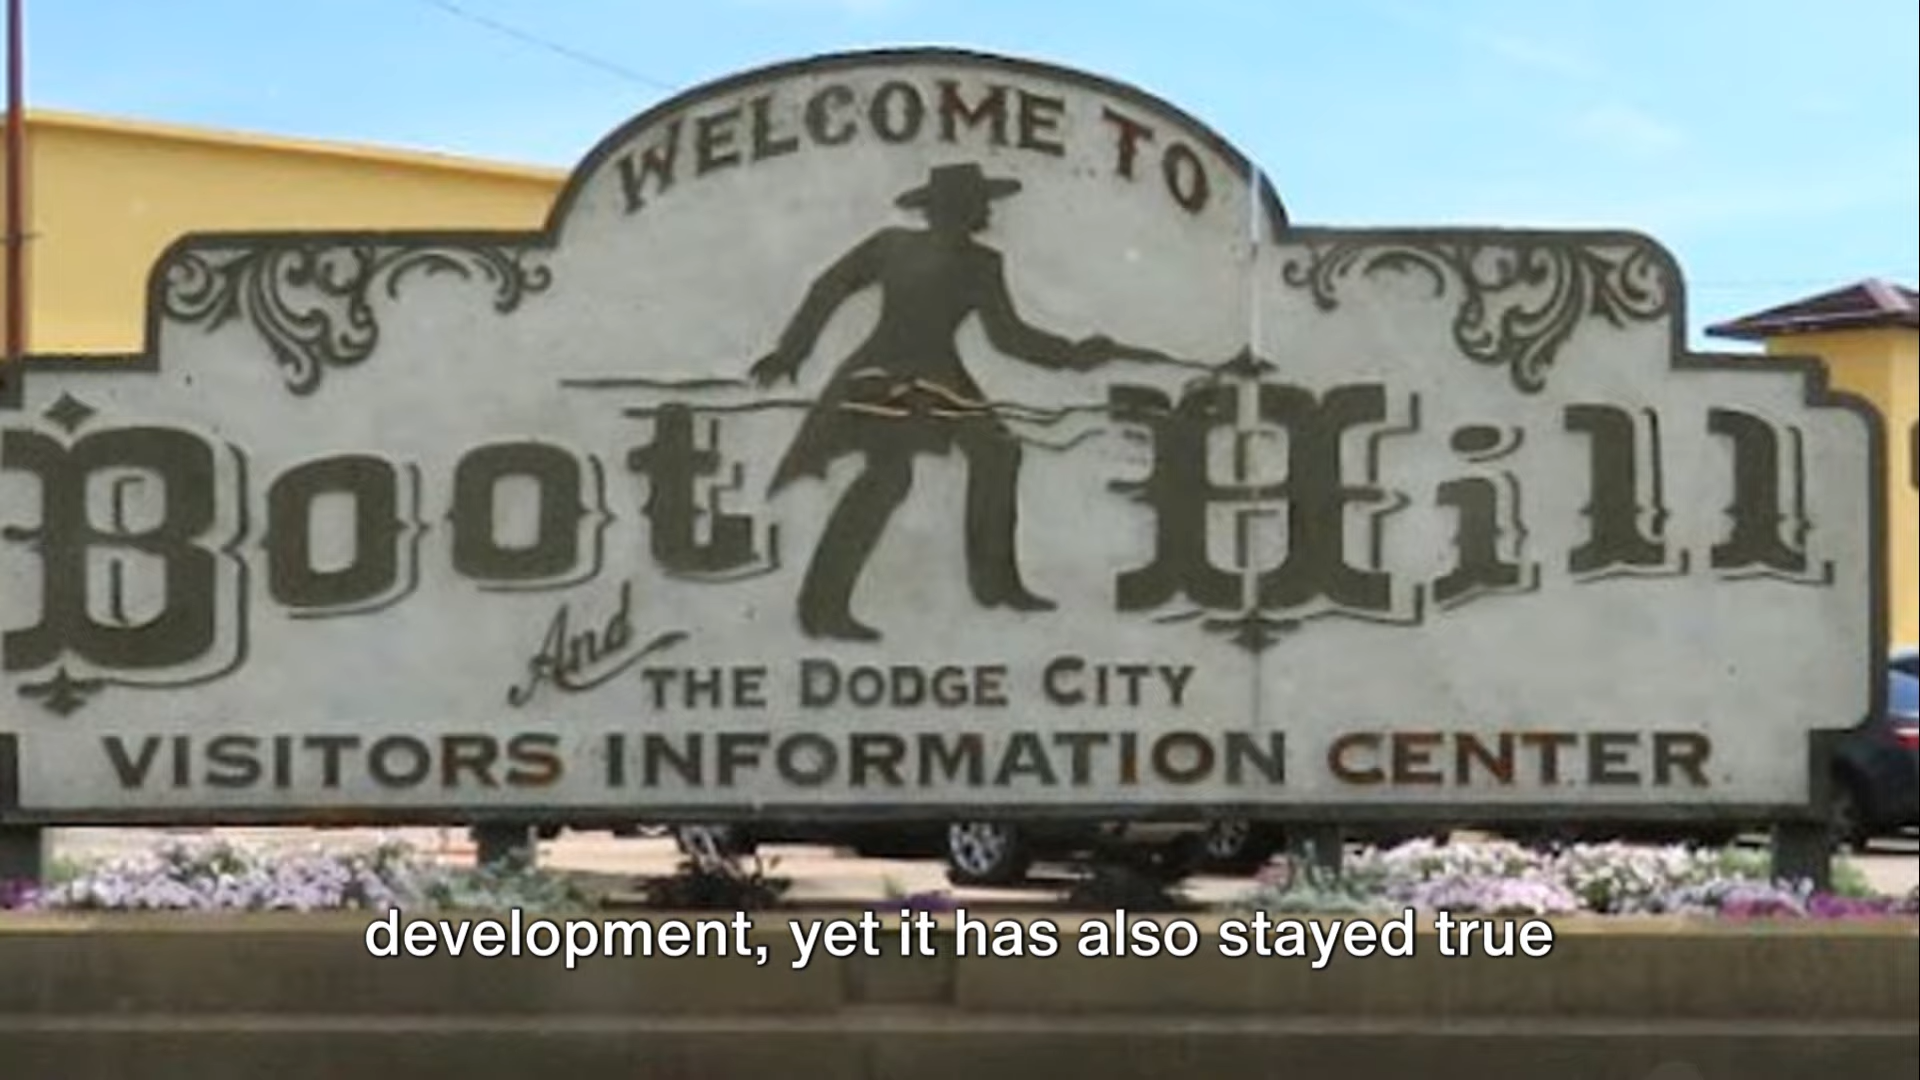 WELCOME TO
Boot Hill
And THE DODGE CITY
VISITORS INFORMATION CENTER
development, yet it has also stayed true